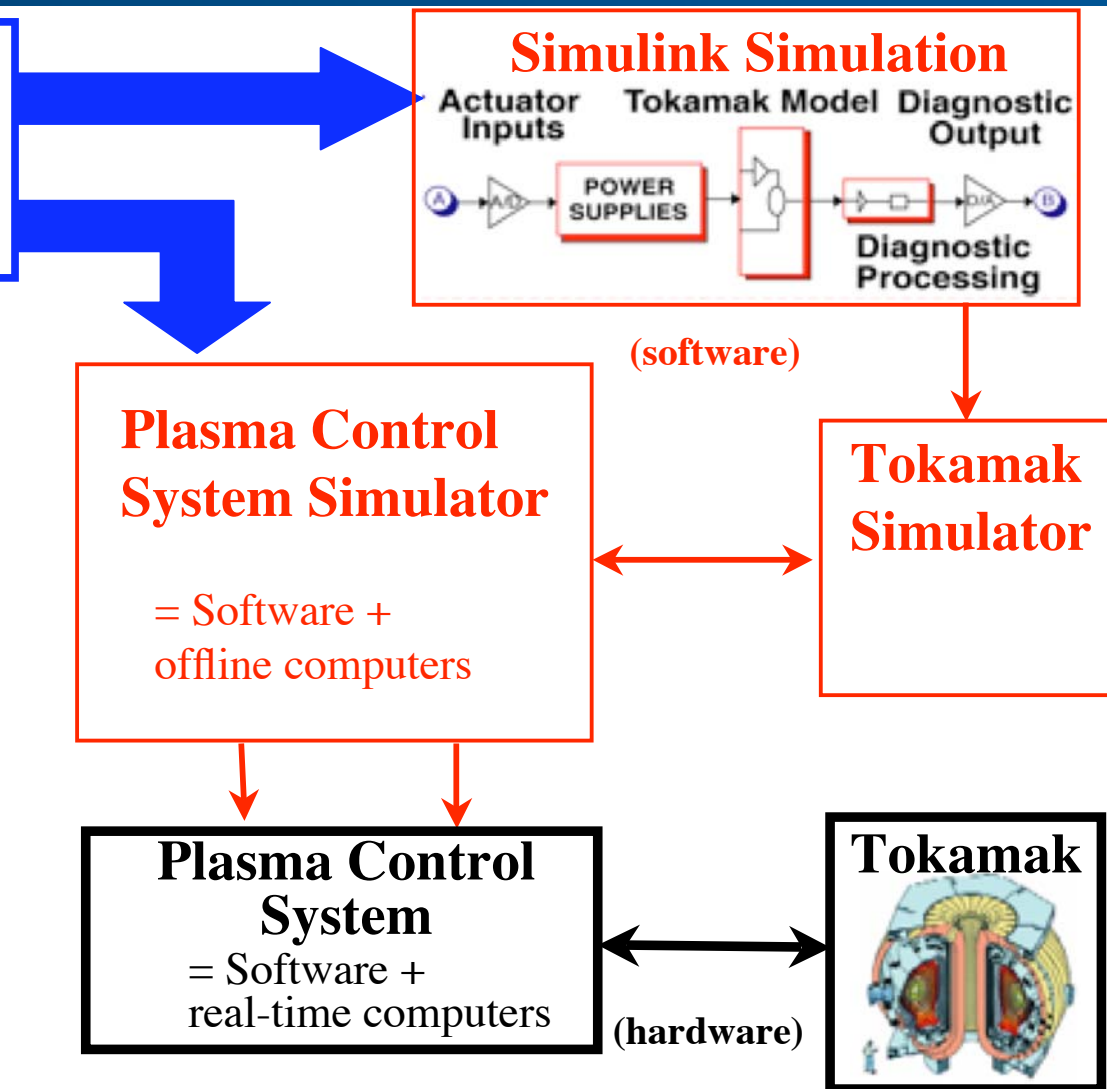 Simulink Simulation
Actuator
Inputs
Tokamak Model
Diagnostic
Output
A
A/D
POWER
SUPPLIES
D/A
B
Diagnostic
Processing
(software)
Plasma Control
System Simulator
= Software +
offline computers
Tokamak
Simulator
Plasma Control
System
= Software +
real-time computers
(hardware)
Tokamak